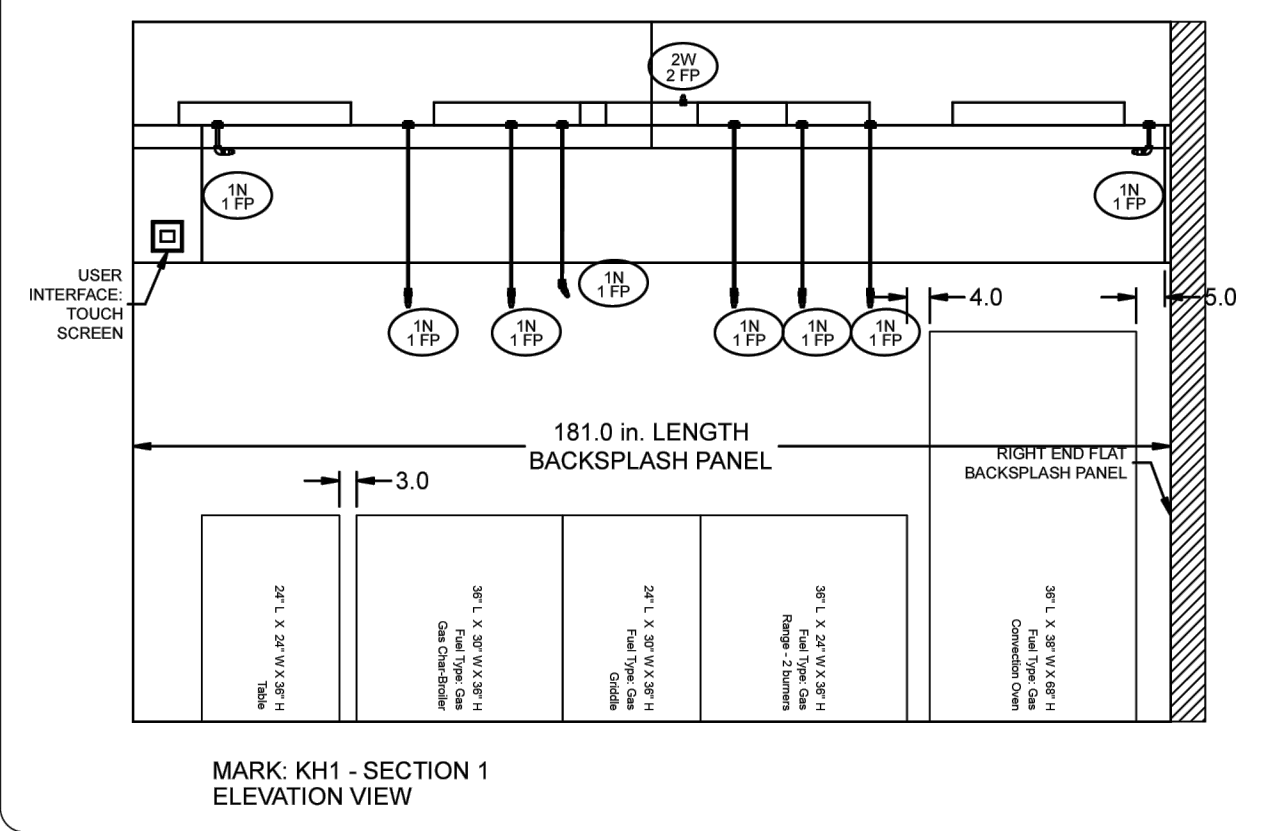 2W
2 FP
1N
1 FP
1N
1 FP
USER
INTERFACE:
TOUCH
SCREEN
1N
1 FP
4.0
5.0
1N
1 FP
1N
1 FP
1N
1 FP
1N
1 FP
1N
1 FP
181.0 in. LENGTH
BACKSPLASH PANEL
RIGHT END FLAT
BACKSPLASH PANEL
3.0
24" L X 24" W X 36" H
Table
36" L X 30" W X 36" H
Fuel Type: Gas
Gas Char-Broiler
24" L X 30" W X 36" H
Fuel Type: Gas
Griddle
36" L X 24" W X 36" H
Fuel Type: Gas
Range - 2 burners
36" L X 38" W X 68" H
Fuel Type: Gas
Convection Oven
MARK: KH1 - SECTION 1
ELEVATION VIEW